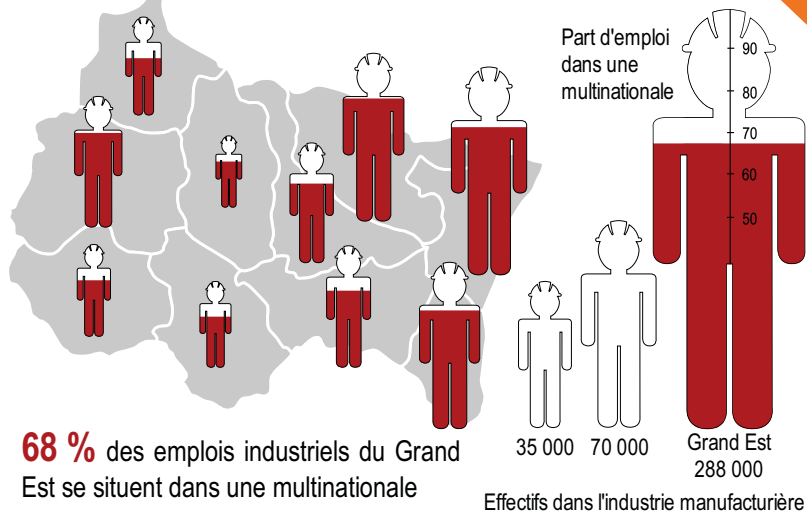 Part d'emploi
dans une
multinationale
90
80
70
60
50
68 % des emplois industriels du Grand
Est se situent dans une multinationale
35 000
70 000
Grand Est
288 000
Effectifs dans l'industrie manufacturière